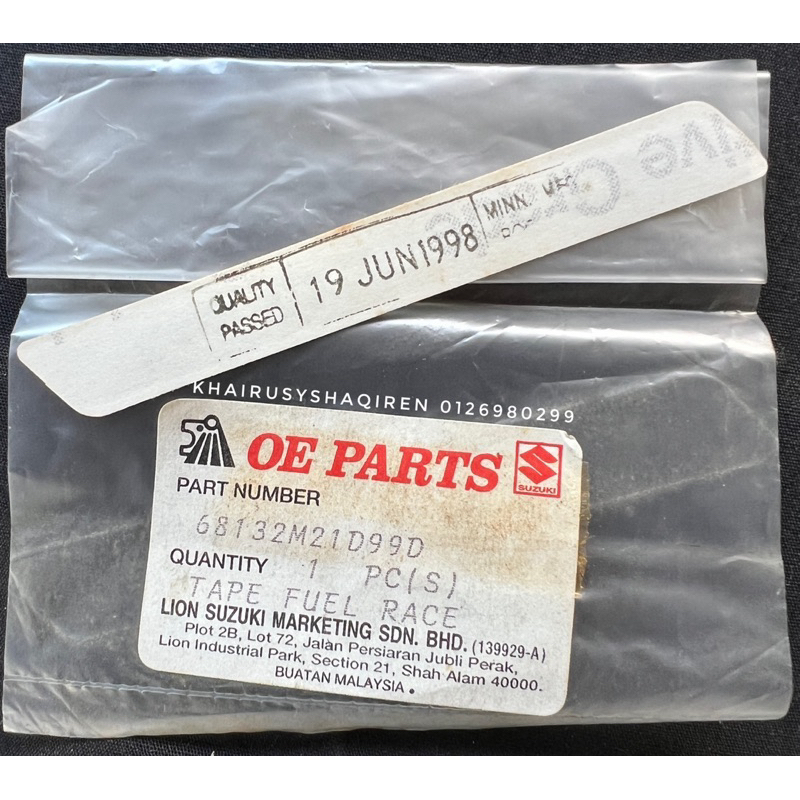 QUALITY
PASSED
19 JUN1998
MINN
KHAIRUSYSHAQIREN 0126980299
OE PARTS
SUZUKI
PART NUMBER
68132M21D99D
QUANTITY 1 PC(S)
TAPE FUEL RACE
LION SUZUKI MARKETING SDN. BHD. (139929-A)
Plot 2B, Lot 72, Jalan Persiaran Jubli Perak,
Lion Industrial Park, Section 21, Shah Alam 40000.
BUATAN MALAYSIA •